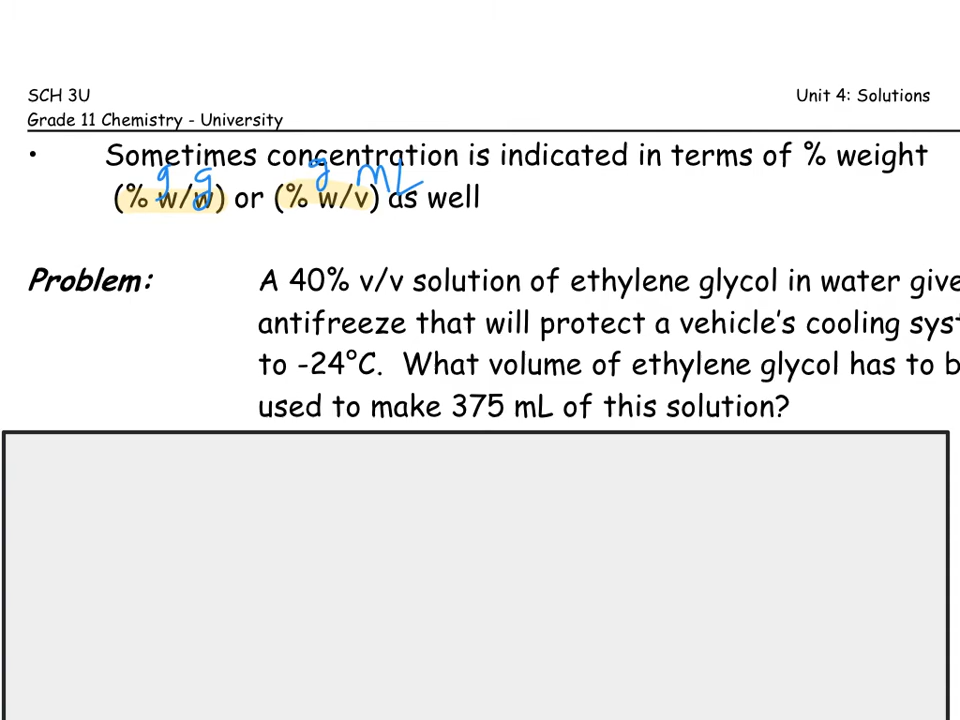 SCH 3U Unit 4: Solutions
Grade 11 Chemistry - University
• Sometimes concentration is indicated in terms of % weight
g g g mL
(% w/w) or (% w/v) as well
Problem: A 40% v/v solution of ethylene glycol in water give
antifreeze that will protect a vehicle's cooling syst
to -24°C. What volume of ethylene glycol has to b
used to make 375 mL of this solution?